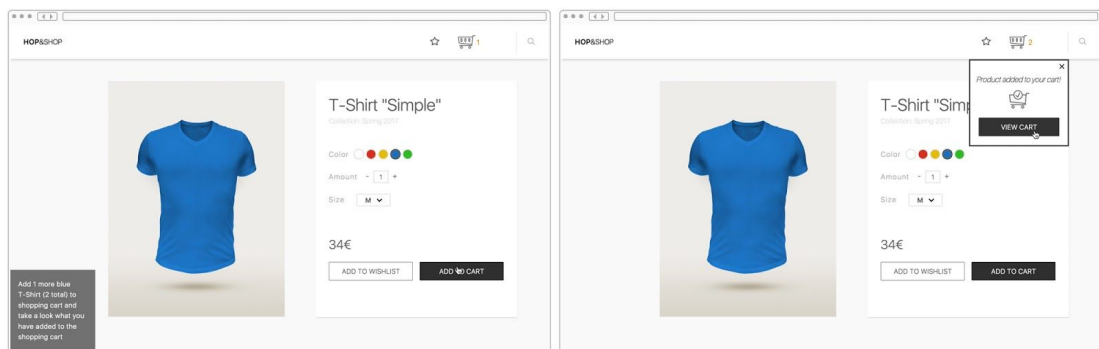 HOP&SHOP
1
T-Shirt "Simple"
Collection: Spring 2017
Color
Amount - 1 +
Size M
34€
ADD TO WISHLIST
ADD TO CART
Add 1 more blue
T-Shirt (2 total) to
shopping cart and
take a look what you
have added to the
shopping cart
HOP&SHOP
2
×
Product added to your cart!
VIEW CART
T-Shirt "Simp
Collection: Spring 2017
Color
Amount - 1 +
Size M
34€
ADD TO WISHLIST
ADD TO CART